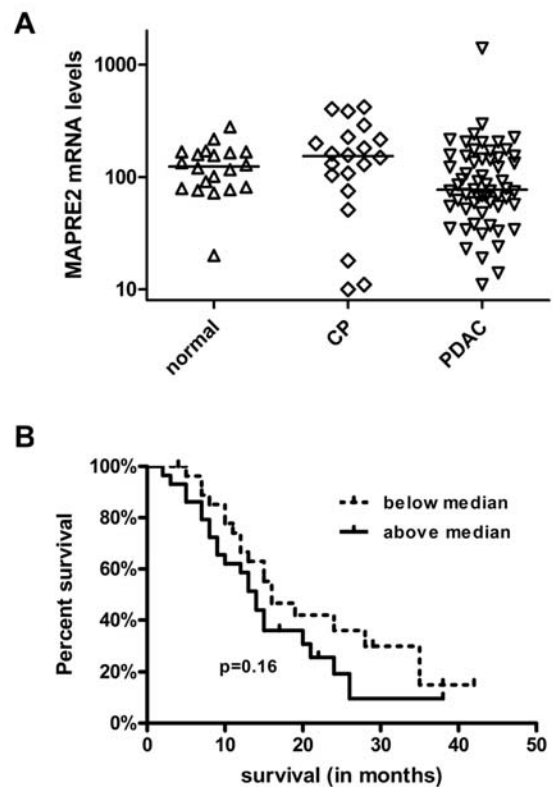 A
MAPRE2 mRNA levels
1000
100
10
normal
CP
PDAC
B
Percent survival
100%
80%
60%
40%
20%
0%
below median
above median
p=0.16
0
10
20
30
40
50
survival (in months)